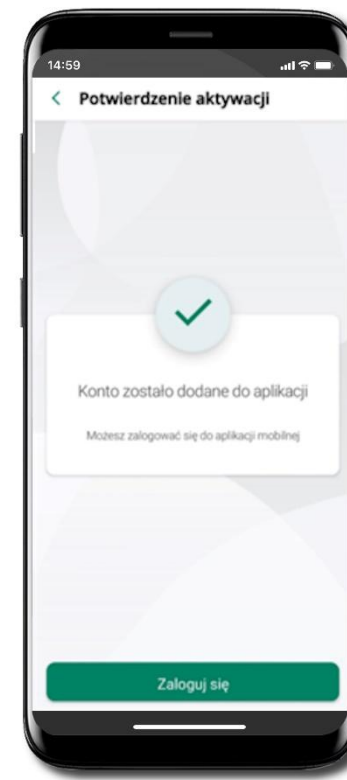 14:59
Potwierdzenie aktywacji
Konto zostało dodane do aplikacji
Możesz zalogować się do aplikacji mobilnej
Zaloguj się